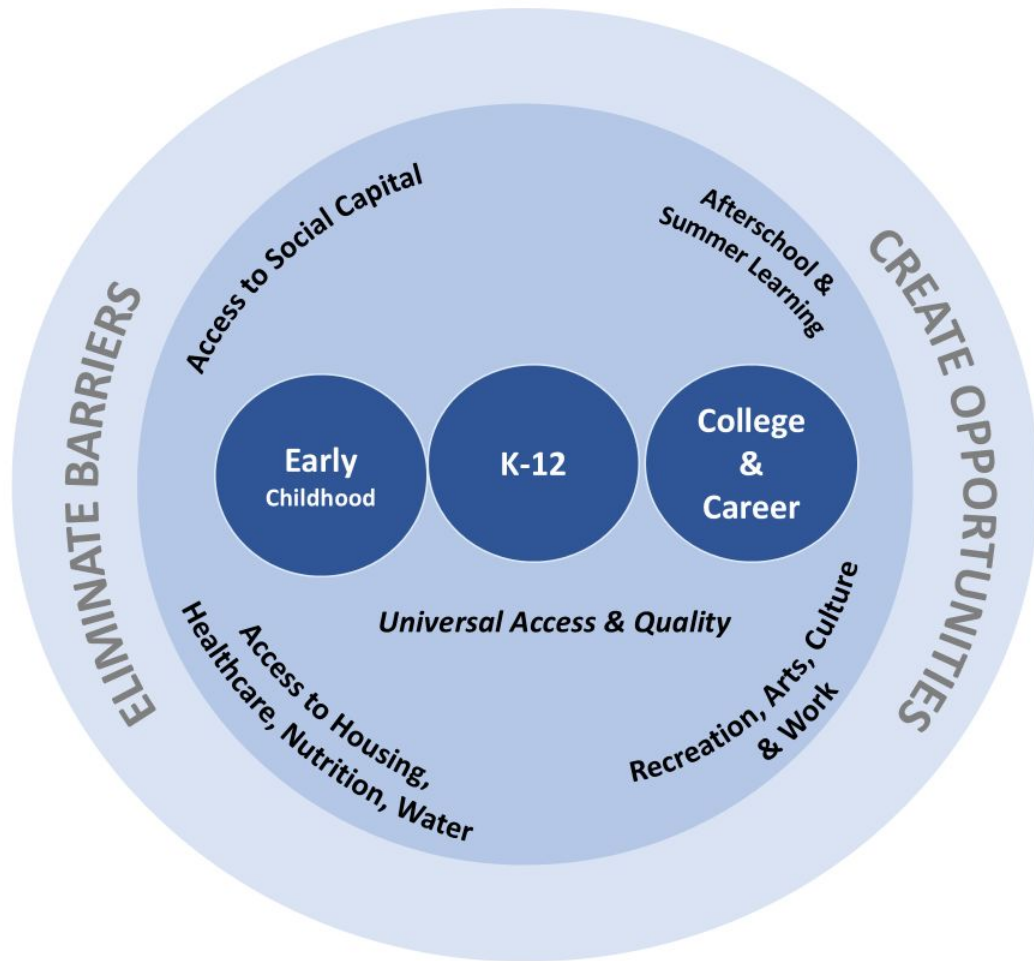 ELIMINATE BARRIERS
CREATE OPPORTUNITIES
Access to Social Capital
Afterschool &
Summer Learning
Early
Childhood
K-12
College
&
Career
Universal Access & Quality
Access to Housing,
Healthcare, Nutrition, Water
Recreation, Arts, Culture
& Work